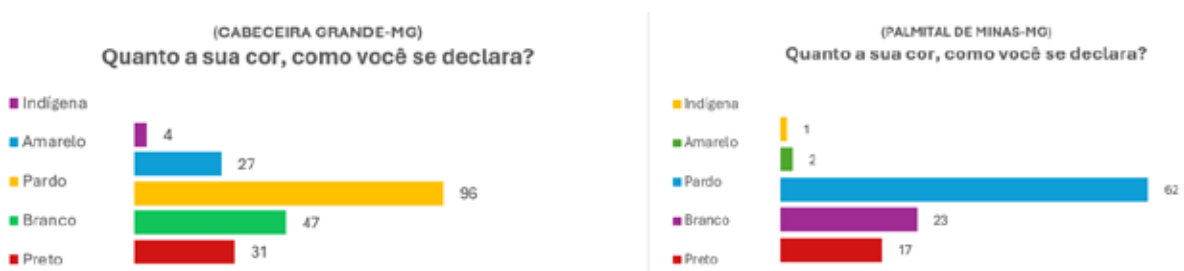 (CABECEIRA GRANDE-MG)
Quanto a sua cor, como você se declara?
Indígena
4
Amarelo
27
Pardo
96
Branco
47
Preto
31
(PALMITAL DE MINAS-MG)
Quanto a sua cor, como você se declara?
Indígena
1
Amarelo
2
Pardo
62
Branco
23
Preto
17